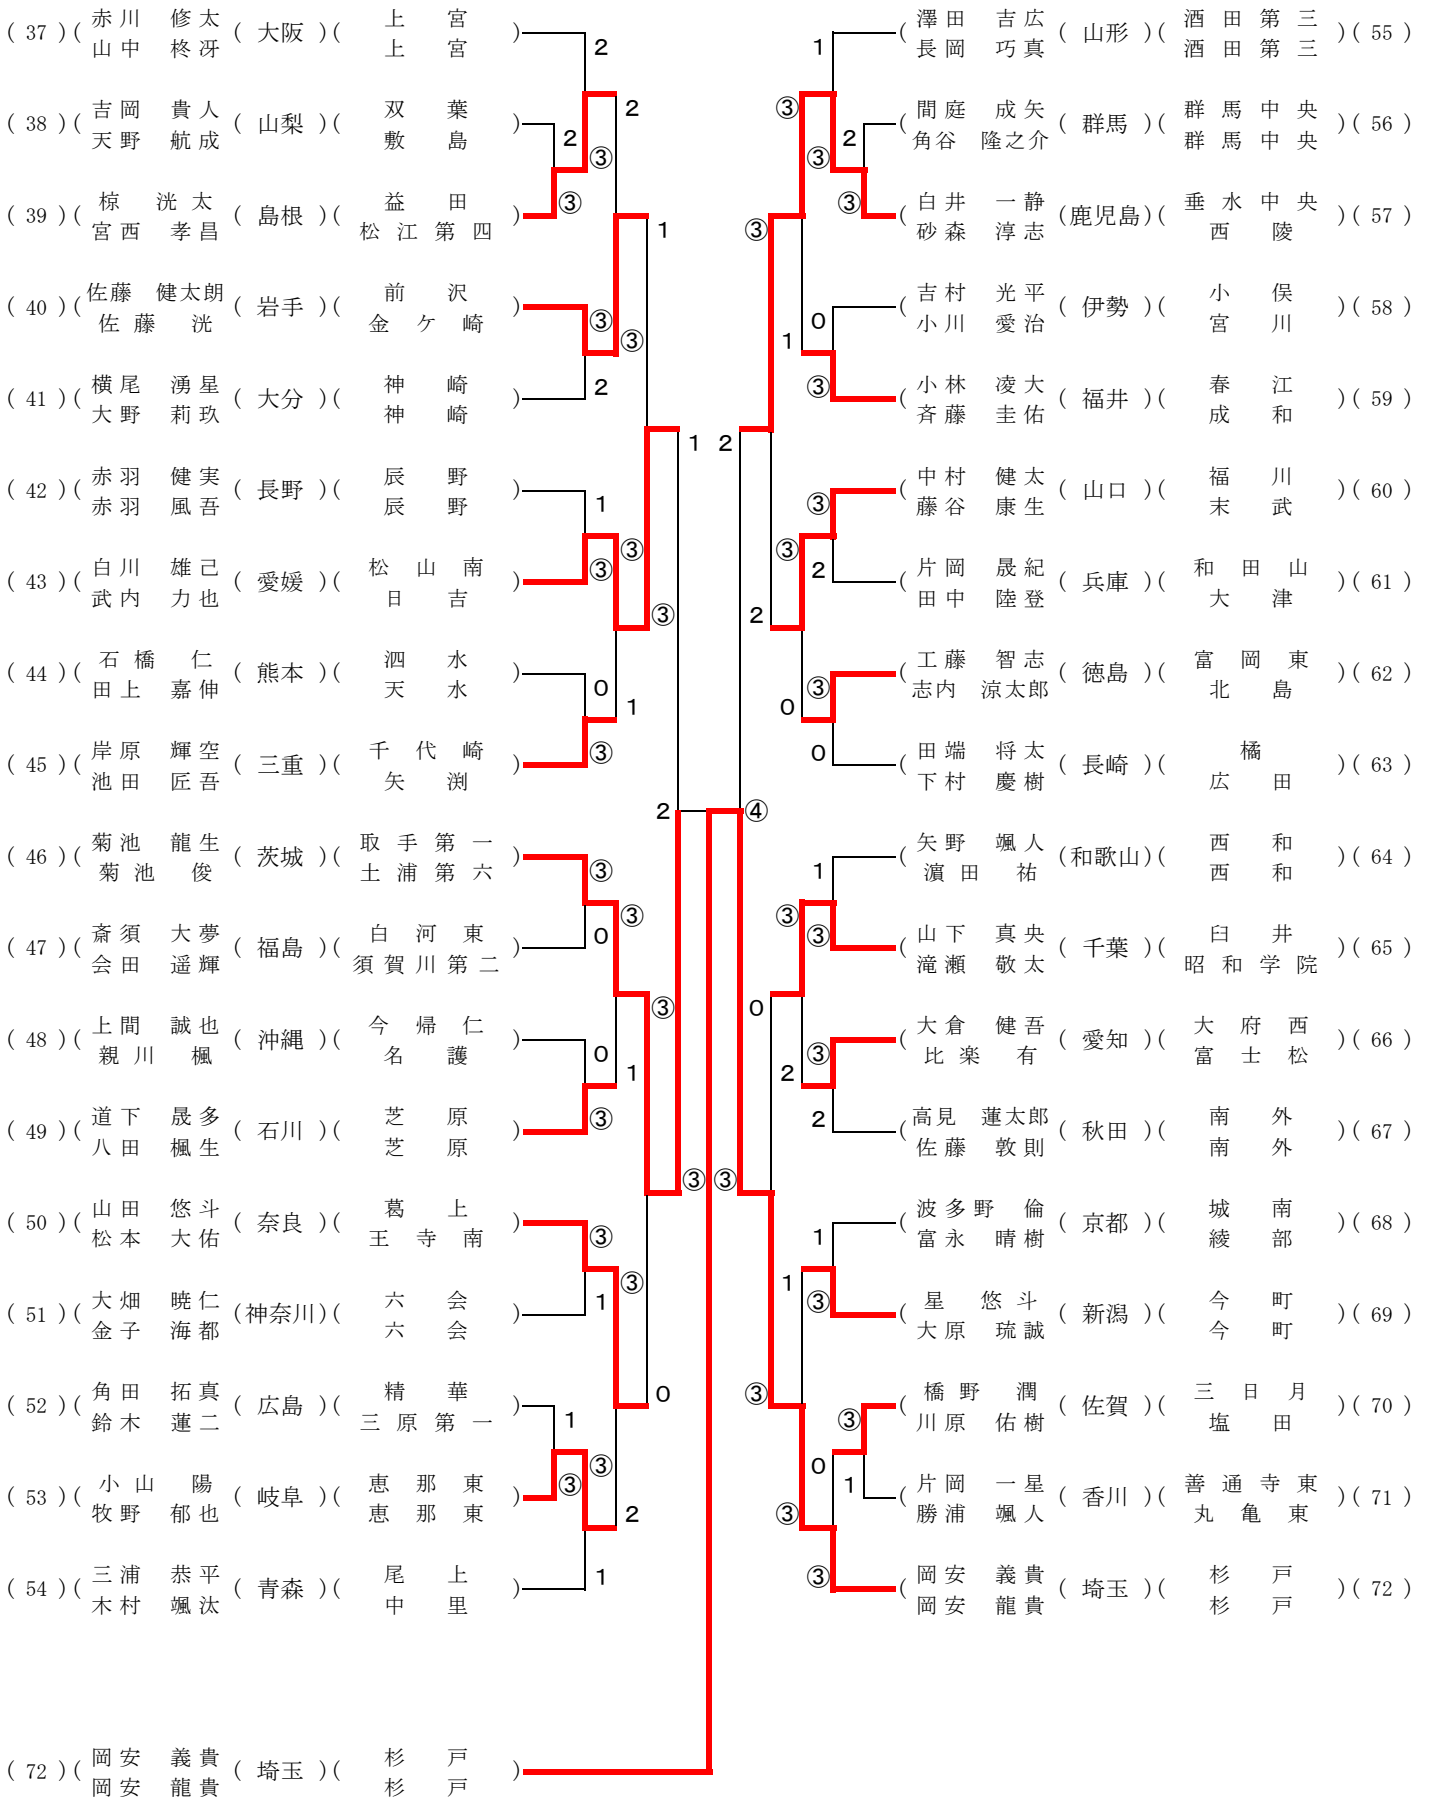 ( 37 ) ( 赤川 修太 山中 柊冴 ( 大阪 ) ( 上宮 上宮 )
( 38 ) ( 吉岡 貴人 天野 航成 ( 山梨 ) ( 双葉 敷島 )
( 39 ) ( 椋 洸太 宮西 孝昌 ( 島根 ) ( 益田 松江第四 )
( 40 ) ( 佐藤 健太朗 佐藤 洸 ( 岩手 ) ( 前沢 金ケ崎 )
( 41 ) ( 横尾 湧星 大野 莉玖 ( 大分 ) ( 神崎 神崎 )
( 42 ) ( 赤羽 健実 赤羽 風吾 ( 長野 ) ( 辰野 辰野 )
( 43 ) ( 白川 雄己 武内 力也 ( 愛媛 ) ( 松山南 日吉 )
( 44 ) ( 石橋 仁 田上 嘉伸 ( 熊本 ) ( 泗水 天水 )
( 45 ) ( 岸原 輝空 池田 匠吾 ( 三重 ) ( 千代崎 矢渕 )
( 46 ) ( 菊池 龍生 菊池 俊 ( 茨城 ) ( 取手第一 土浦第六 )
( 47 ) ( 斎須 大夢 会田 遥輝 ( 福島 ) ( 白河東 須賀川第二 )
( 48 ) ( 上間 誠也 親川 楓 ( 沖縄 ) ( 今帰仁 名護 )
( 49 ) ( 道下 晟多 八田 楓生 ( 石川 ) ( 芝原 芝原 )
( 50 ) ( 山田 悠斗 松本 大佑 ( 奈良 ) ( 葛上 王寺南 )
( 51 ) ( 大畑 暁仁 金子 海都 (神奈川) ( 六会 六会 )
( 52 ) ( 角田 拓真 鈴木 蓮二 ( 広島 ) ( 精華 三原第一 )
( 53 ) ( 小山 陽 牧野 郁也 ( 岐阜 ) ( 恵那東 恵那東 )
( 54 ) ( 三浦 恭平 木村 颯汰 ( 青森 ) ( 尾上 中里 )
( 72 ) ( 岡安 義貴 岡安 龍貴 ( 埼玉 ) ( 杉戸 杉戸 )
2
2
2
③
③
1
③
③
2
1
1
③
③
③
0
1
③
2
③
0
③
③
0
1
③
③
③
1
③
0
1
③
③
2
1
1
③
2
③
③
③
0
1
③
2
③
③
2
2
③
0
0
④
1
③
③
0
③
2
2
③
1
1
③
③
③
0
1
③
③
( 澤田 吉広 長岡 巧真 ( 山形 ) ( 酒田第三 酒田第三 ) ( 55 )
( 間庭 成矢 角谷 隆之介 ( 群馬 ) ( 群馬中央 群馬中央 ) ( 56 )
( 白井 一静 砂森 淳志 (鹿児島) ( 垂水中央 西陵 ) ( 57 )
( 吉村 光平 小川 愛治 ( 伊勢 ) ( 小俣 宮川 ) ( 58 )
( 小林 凌大 斉藤 圭佑 ( 福井 ) ( 春江 成和 ) ( 59 )
( 中村 健太 藤谷 康生 ( 山口 ) ( 福川 末武 ) ( 60 )
( 片岡 晟紀 田中 陸登 ( 兵庫 ) ( 和田山 大津 ) ( 61 )
( 工藤 智志 志内 涼太郎 ( 徳島 ) ( 富岡東 北島 ) ( 62 )
( 田端 将太 下村 慶樹 ( 長崎 ) ( 橘 広田 ) ( 63 )
( 矢野 颯人 濵田 祐 (和歌山) ( 西和 西和 ) ( 64 )
( 山下 真央 滝瀬 敬太 ( 千葉 ) ( 臼井 昭和学院 ) ( 65 )
( 大倉 健吾 比楽 有 ( 愛知 ) ( 大府西 富士松 ) ( 66 )
( 高見 蓮太郎 佐藤 敦則 ( 秋田 ) ( 南外 南外 ) ( 67 )
( 波多野 倫 富永 晴樹 ( 京都 ) ( 城南 綾部 ) ( 68 )
( 星 悠斗 大原 琉誠 ( 新潟 ) ( 今町 今町 ) ( 69 )
( 橋野 潤 川原 佑樹 ( 佐賀 ) ( 三日月 塩田 ) ( 70 )
( 片岡 一星 勝浦 颯人 ( 香川 ) ( 善通寺東 丸亀東 ) ( 71 )
( 岡安 義貴 岡安 龍貴 ( 埼玉 ) ( 杉戸 杉戸 ) ( 72 )